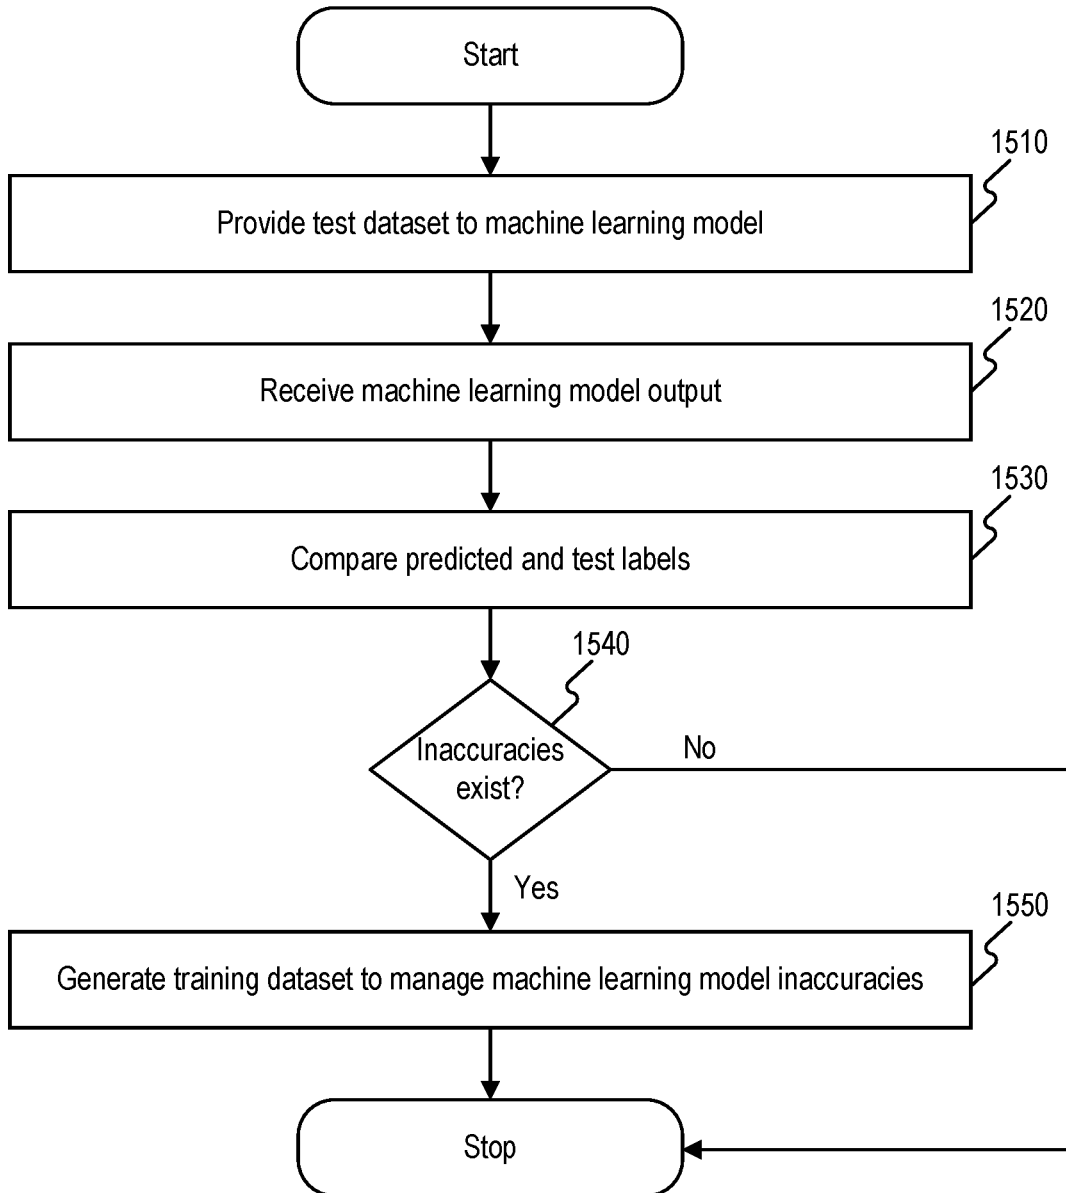 Start
1510
Provide test dataset to machine learning model
1520
Receive machine learning model output
1530
Compare predicted and test labels
1540
Inaccuracies
exist?
No
Yes
1550
Generate training dataset to manage machine learning model inaccuracies
Stop